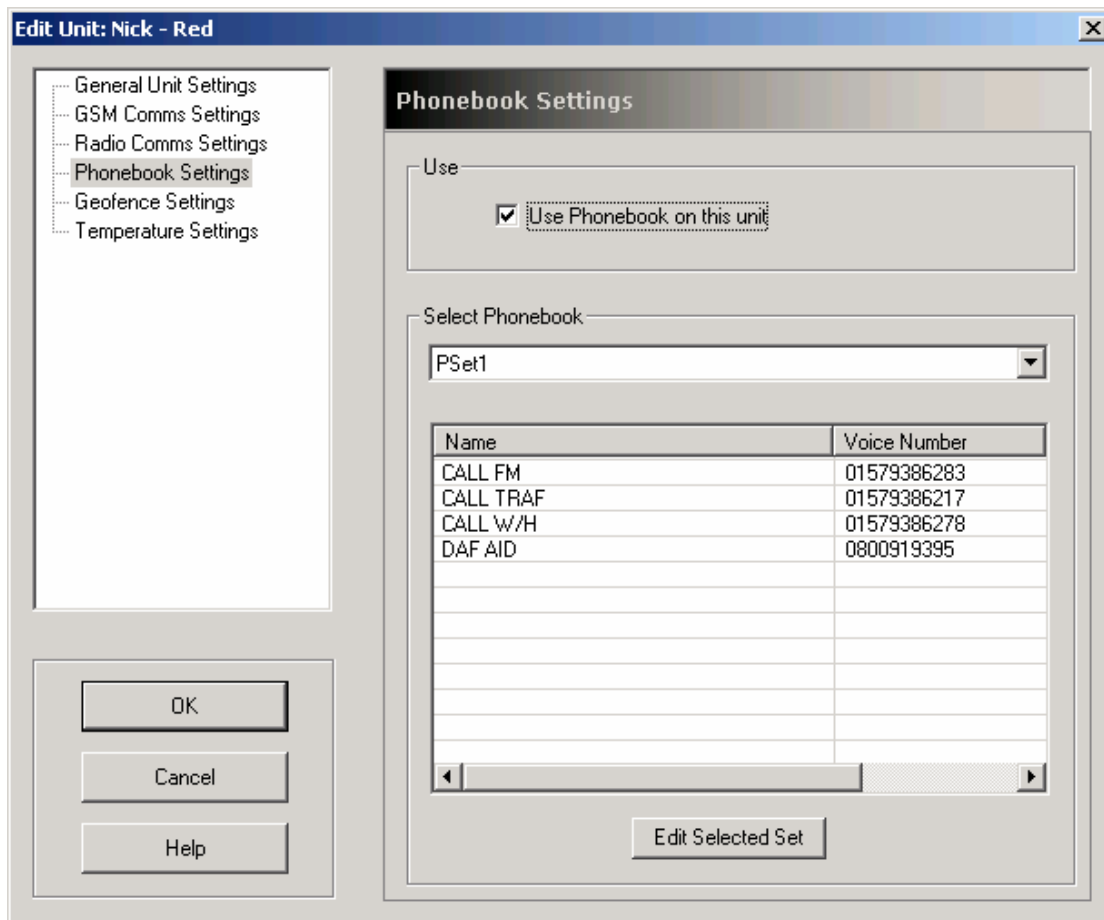 Edit Unit: Nick - Red
General Unit Settings
GSM Comms Settings
Radio Comms Settings
Phonebook Settings
Geofence Settings
Temperature Settings
OK
Cancel
Help
Phonebook Settings
Use
Use Phonebook on this unit
Select Phonebook
PSet1
Name Voice Number
CALL FM 01579386283
CALL TRAF 01579386217
CALL W/H 01579386278
DAF AID 0800919395
Edit Selected Set